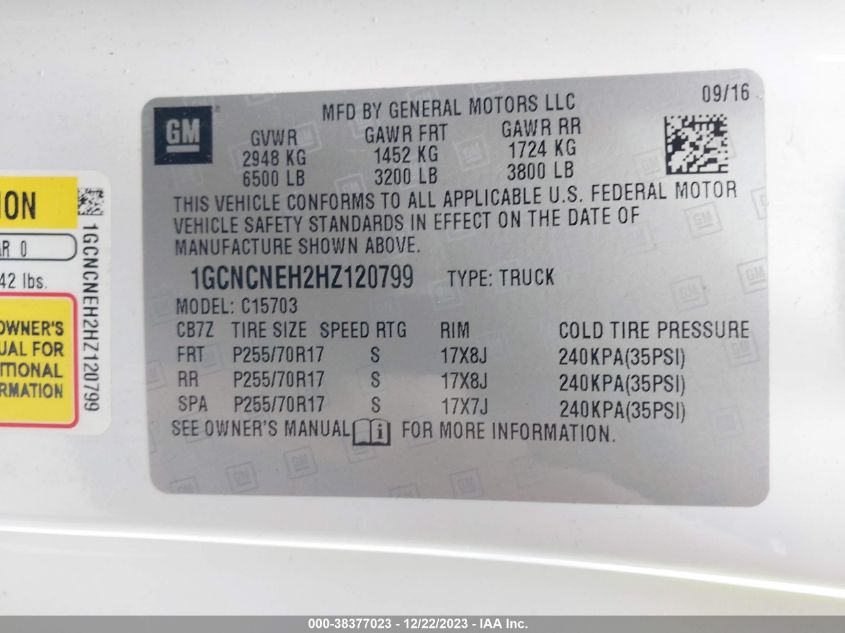 GM
MFD BY GENERAL MOTORS LLC 09/16
GVWR GAWR FRT GAWR RR
2948 KG 1452 KG 1724 KG
6500 LB 3200 LB 3800 LB
THIS VEHICLE CONFORMS TO ALL APPLICABLE U.S. FEDERAL MOTOR
VEHICLE SAFETY STANDARDS IN EFFECT ON THE DATE OF
MANUFACTURE SHOWN ABOVE.
1GCNCNEH2HZ120799 TYPE: TRUCK
MODEL: C15703
CB7Z TIRE SIZE SPEED RTG RIM COLD TIRE PRESSURE
FRT P255/70R17 S 17X8J 240KPA(35PSI)
RR P255/70R17 S 17X8J 240KPA(35PSI)
SPA P255/70R17 S 17X7J 240KPA(35PSI)
SEE OWNER'S MANUAL FOR MORE INFORMATION.
ION
AR 0
42 lbs.
OWNER'S
UAL FOR
ITIONAL
RMATION
1GCNCNEH2HZ120799
000-38377023 - 12/22/2023 - IAA Inc.